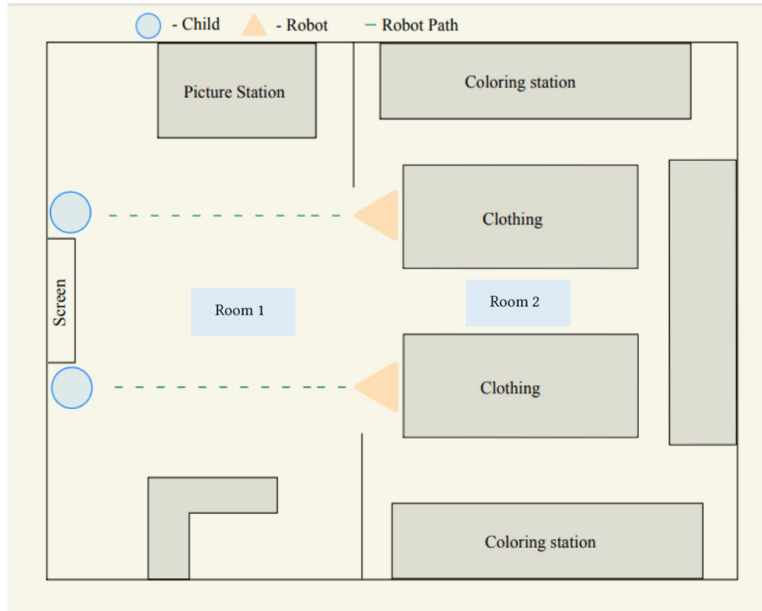 - Child
- Robot
- Robot Path
Picture Station
Coloring station
Clothing
Screen
Room 1
Room 2
Clothing
Coloring station